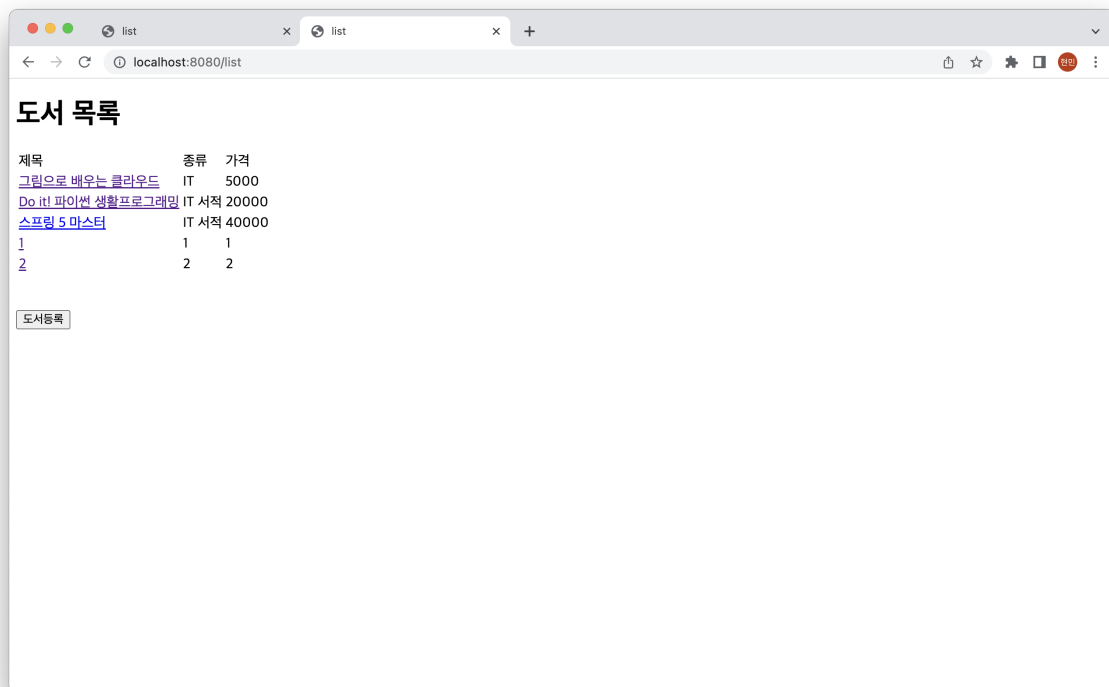 list
list
localhost:8080/list
현민
도서 목록
제목 종류 가격
그림으로 배우는 클라우드 IT 5000
Do it! 파이썬 생활프로그래밍 IT 서적 20000
스프링 5 마스터 IT 서적 40000
1 1 1
2 2 2
도서등록